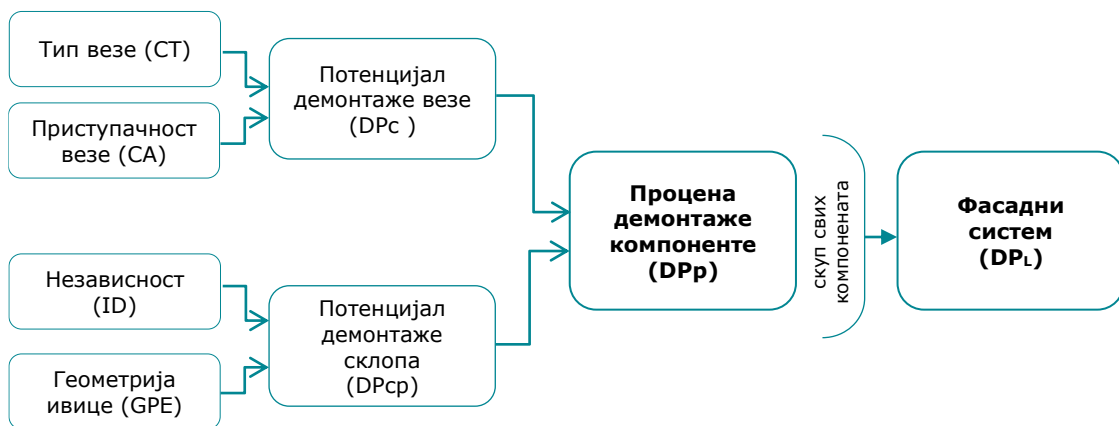 Тип везе (CT)
Приступачност
везе (CA)
Потенцијал
демонтаже везе
(DPc )
Независност
(ID)
Геометрија
ивице (GPE)
Потенцијал
демонтаже
склопа
(DPcp)
Процена
демонтаже
компоненте
(DPp)
скуп свих
компонената
Фасадни
систем
(DPL)